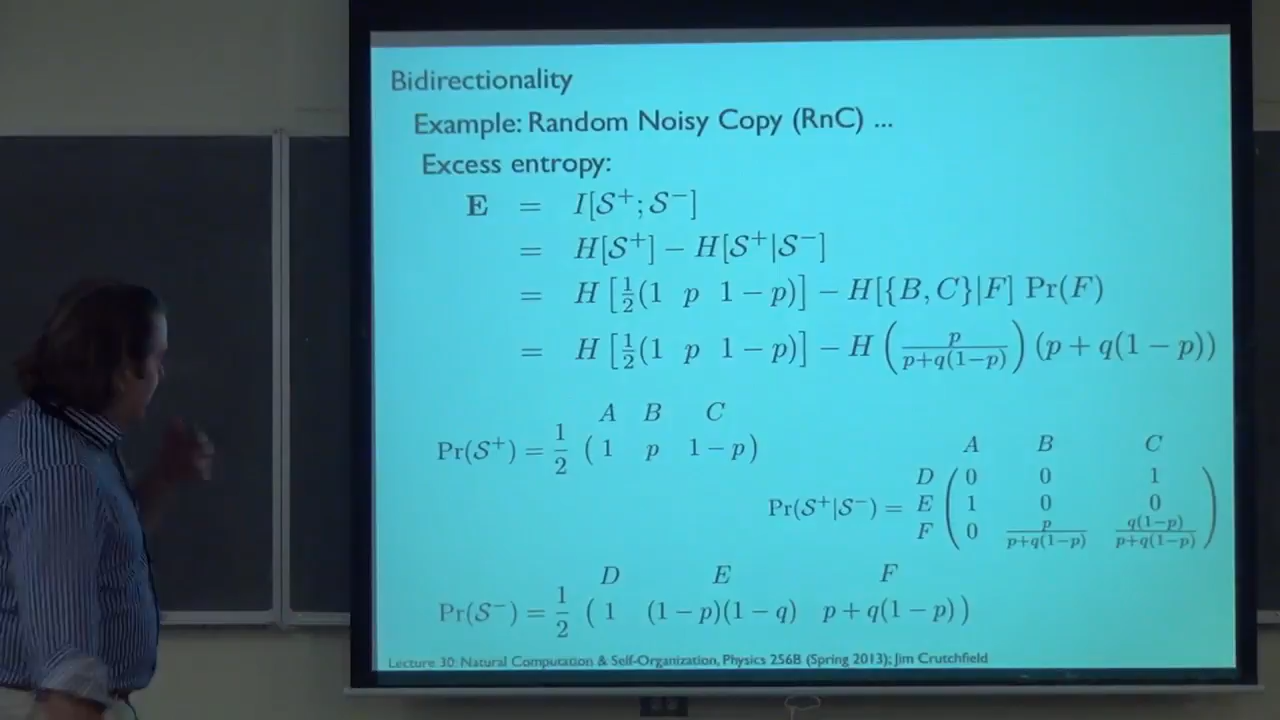 Bidirectionality
Example: Random Noisy Copy (RnC) ...
Excess entropy:
E = I[S⁺; S⁻]
= H[S⁺] − H[S⁺|S⁻]
= H [½(1 p 1 − p)] − H[{B, C}|F] Pr(F)
= H [½(1 p 1 − p)] − H (p/(p+q(1−p))) (p + q(1 − p))
A B C
Pr(S⁺) = 1/2 ( 1 p 1 − p )
A B C
D 0 0 1
Pr(S⁺|S⁻) = E 1 0 0
F 0 p/(p+q(1−p)) q(1−p)/(p+q(1−p))
D E F
Pr(S⁻) = 1/2 ( 1 (1 − p)(1 − q) p + q(1 − p) )
Lecture 30: Natural Computation & Self-Organization, Physics 256B (Spring 2013); Jim Crutchfield